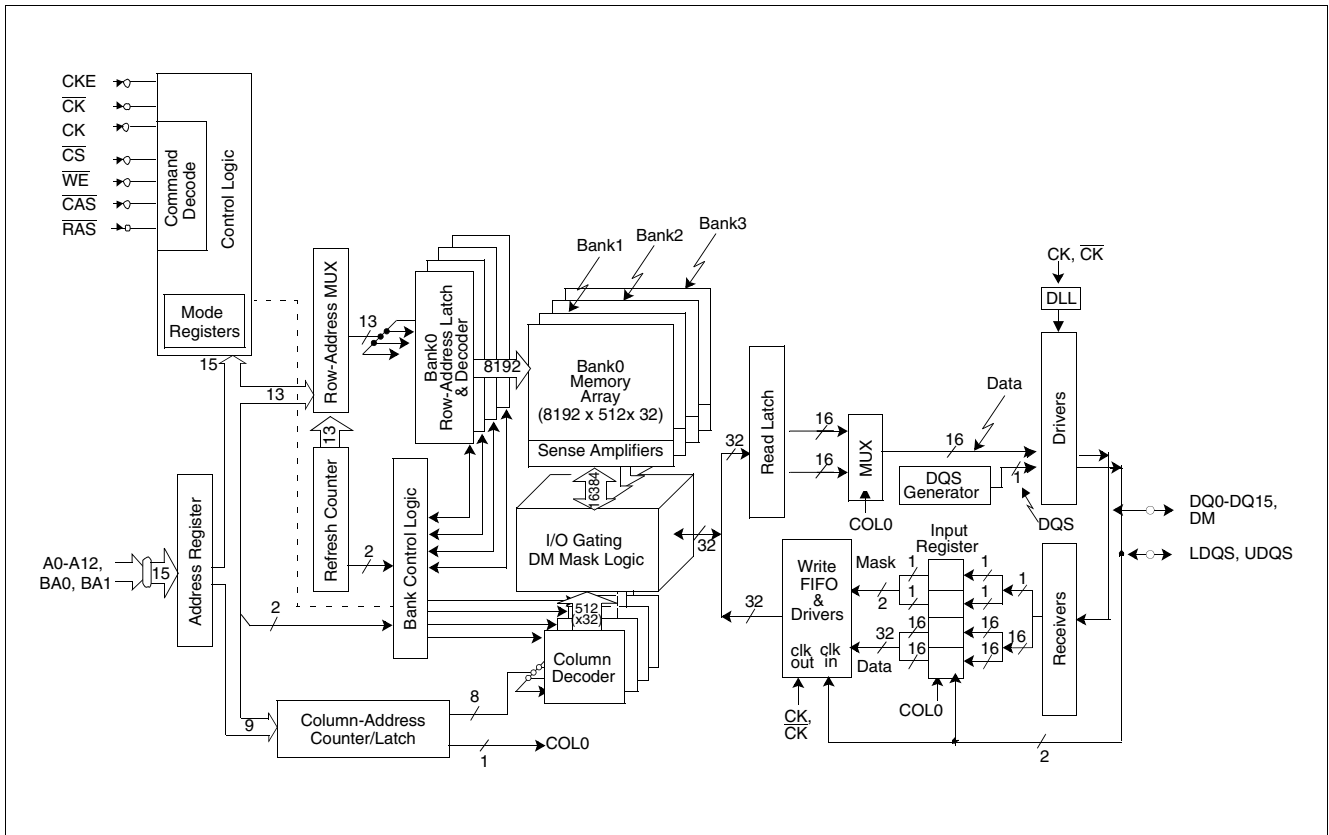 CKE
CK
CK
CS
WE
CAS
RAS
Command
Decode
Control Logic
Mode
Registers
15
13
Row-Address MUX
13
Refresh Counter
13
Bank0
Row-Address Latch
& Decoder
8192
Bank1
Bank2
Bank3
Bank0
Memory
Array
(8192 x 512x 32)
Sense Amplifiers
16384
I/O Gating
DM Mask Logic
2
Bank Control Logic
A0-A12,
BA0, BA1
15
Address Register
2
9
Column-Address
Counter/Latch
8
1
COL0
512
(x32)
Column
Decoder
32
32
32
Read Latch
16
16
MUX
COL0
16
Data
DQS
Generator
1
DQS
CK, CK
DLL
Drivers
DQ0-DQ15,
DM
LDQS, UDQS
Input
Register
Write
FIFO
&
Drivers
clk
out
clk
in
Mask
1
1
2
1
1
1
16
16
32
16
16
16
Data
Receivers
CK,
CK
COL0
2